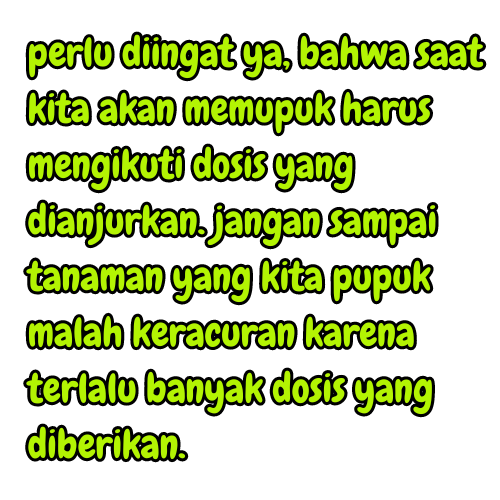 perlu diingat ya, bahwa saat
kita akan memupuk harus
mengikuti dosis yang
dianjurkan. jangan sampai
tanaman yang kita pupuk
malah keracuran karena
terlalu banyak dosis yang
diberikan.